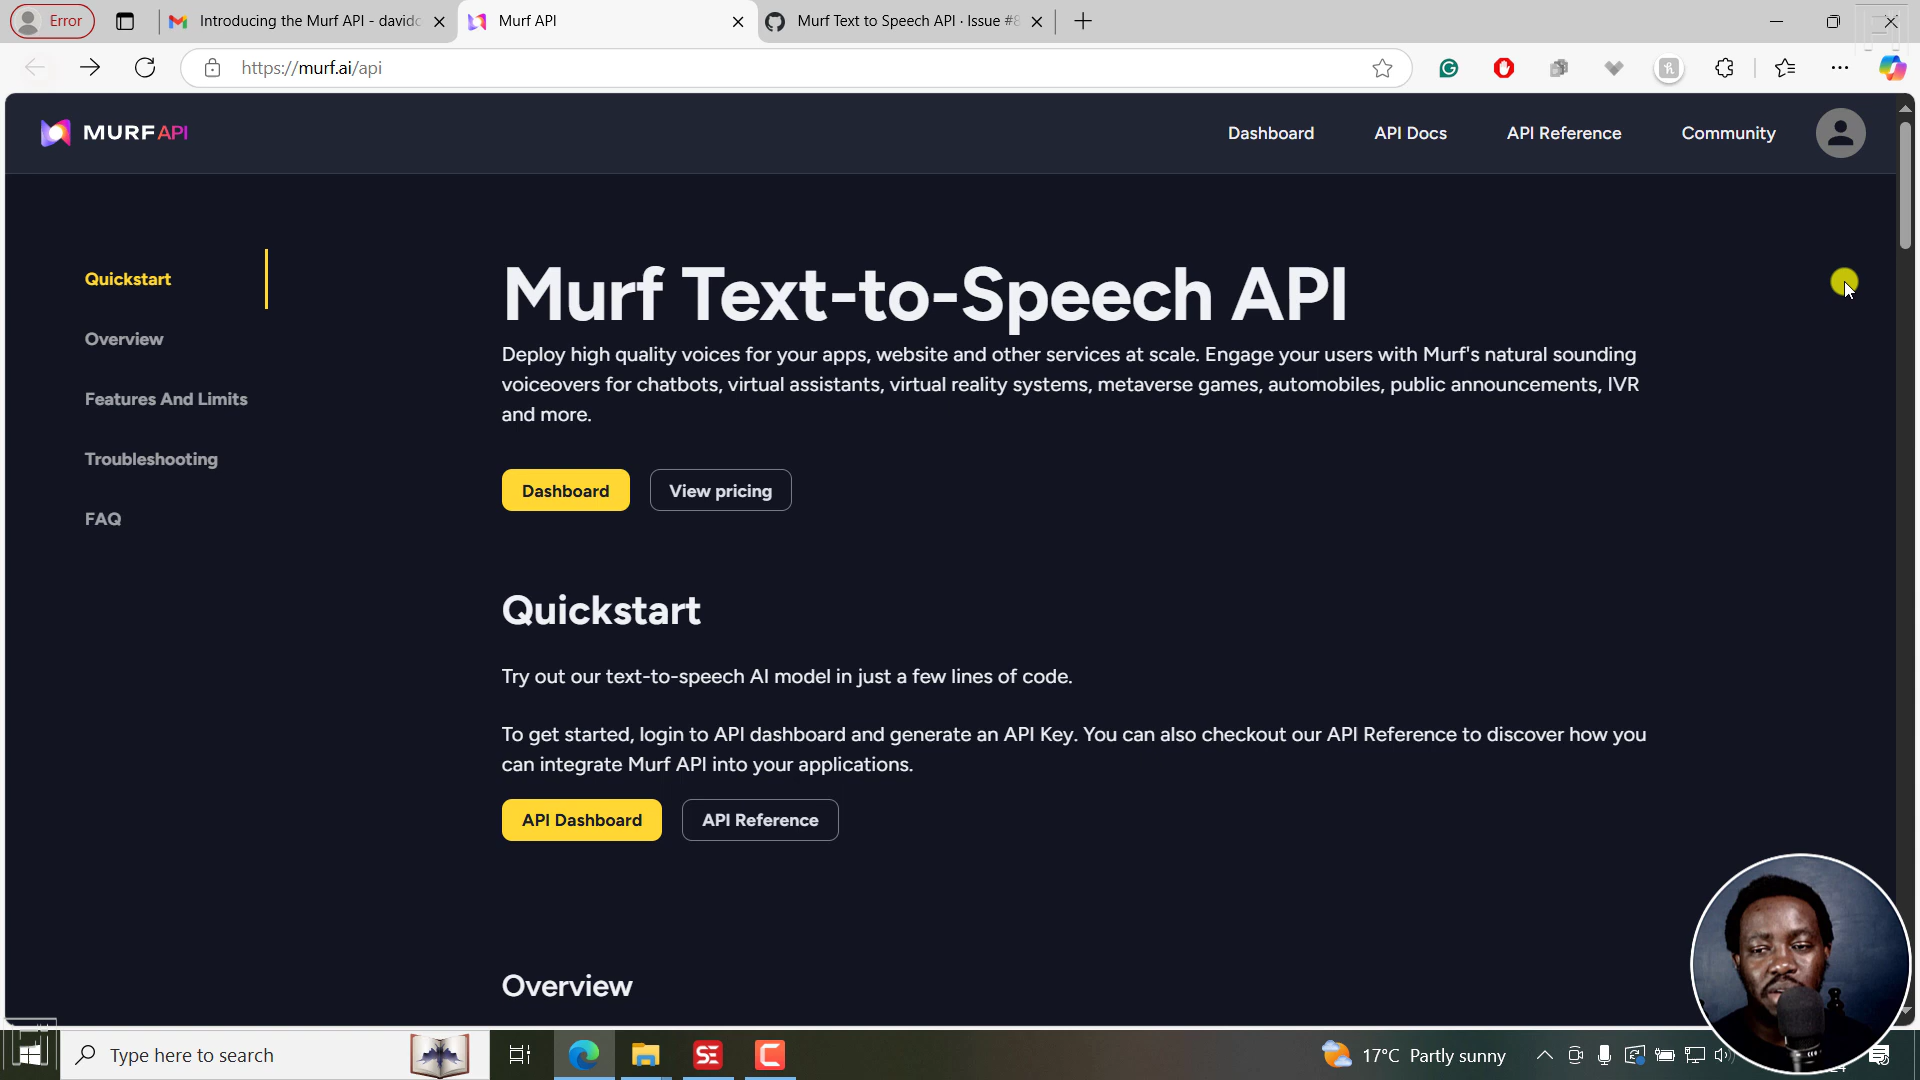 Error
Introducing the Murf API - davidc
Murf API
Murf Text to Speech API · Issue #8
https://murf.ai/api
MURF API
Dashboard
API Docs
API Reference
Community
Quickstart
Overview
Features And Limits
Troubleshooting
FAQ
Murf Text-to-Speech API
Deploy high quality voices for your apps, website and other services at scale. Engage your users with Murf's natural sounding
voiceovers for chatbots, virtual assistants, virtual reality systems, metaverse games, automobiles, public announcements, IVR
and more.
Dashboard
View pricing
Quickstart
Try out our text-to-speech AI model in just a few lines of code.
To get started, login to API dashboard and generate an API Key. You can also checkout our API Reference to discover how you
can integrate Murf API into your applications.
API Dashboard
API Reference
Overview
Type here to search
SE
17°C Partly sunny